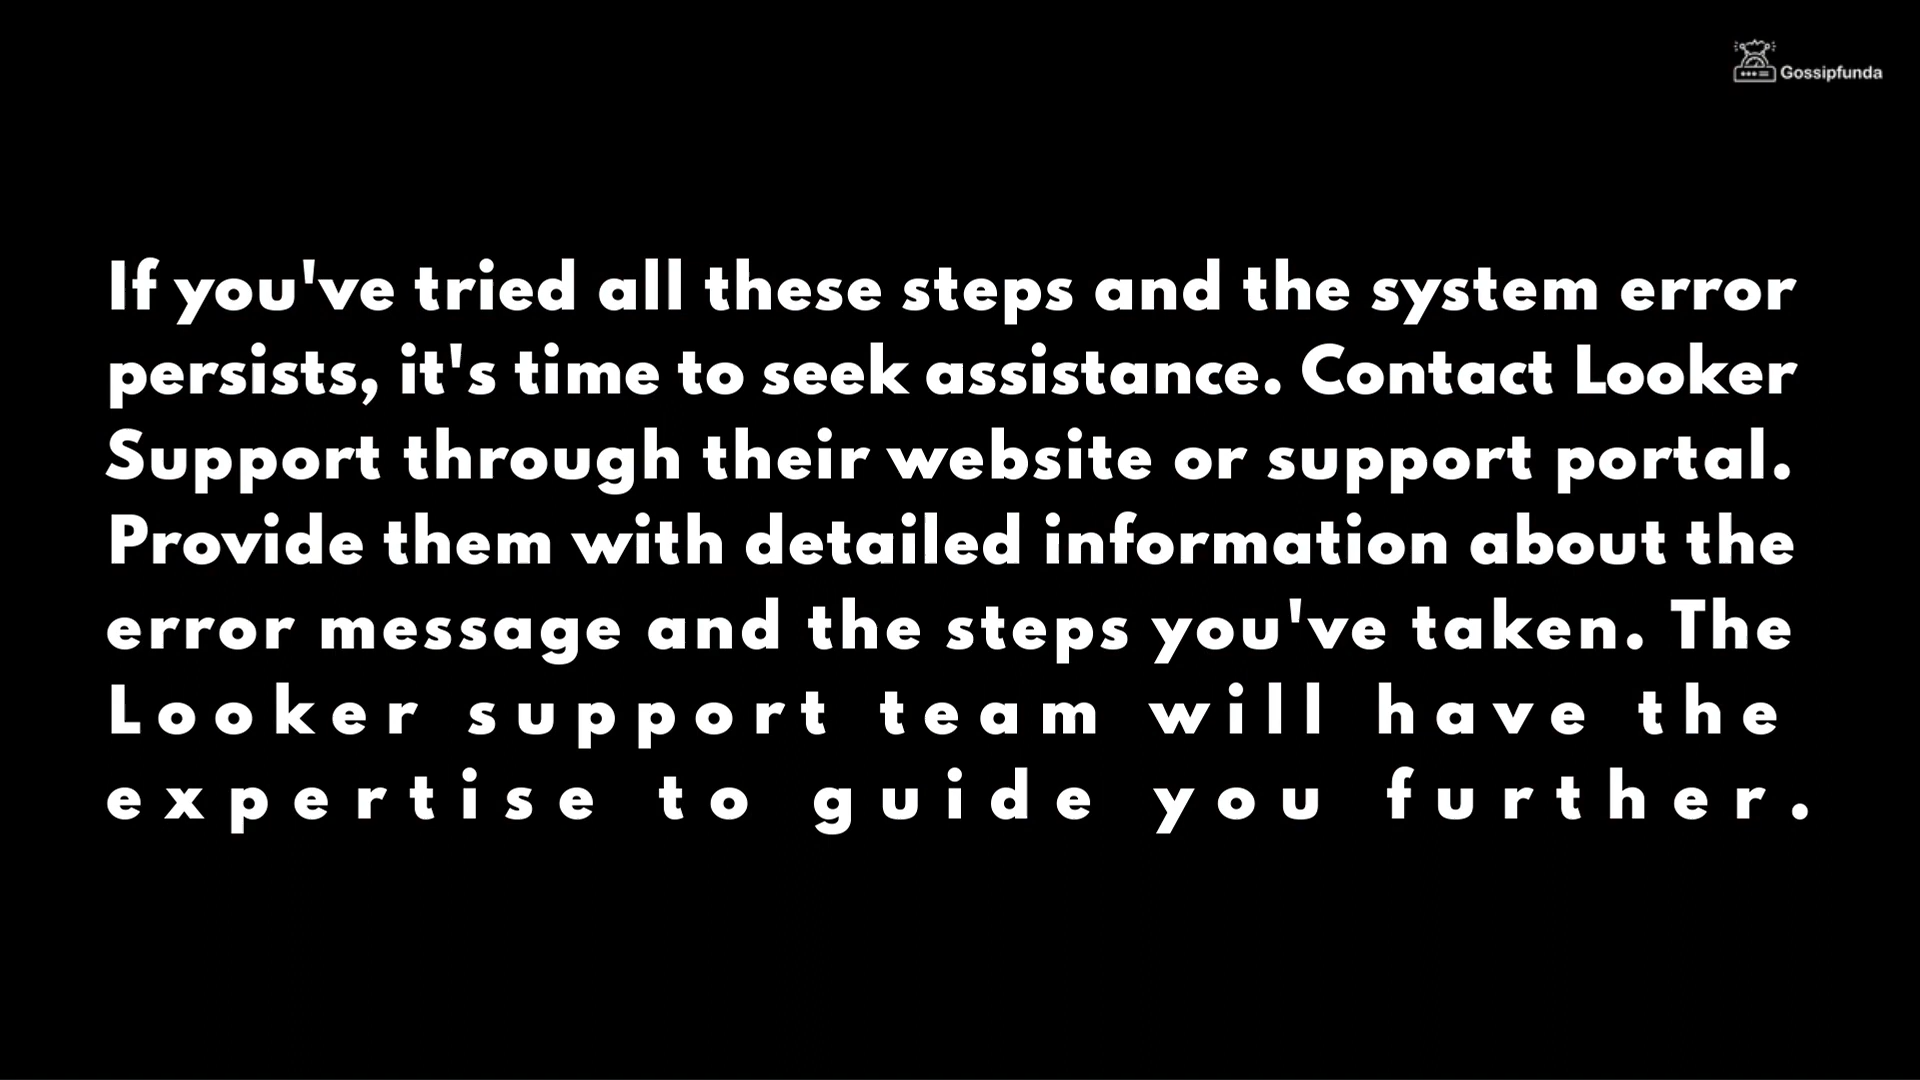 Gossipfunda
If you've tried all these steps and the system error
persists, it's time to seek assistance. Contact Looker
Support through their website or support portal.
Provide them with detailed information about the
error message and the steps you've taken. The
Looker support team will have the
expertise to guide you further.